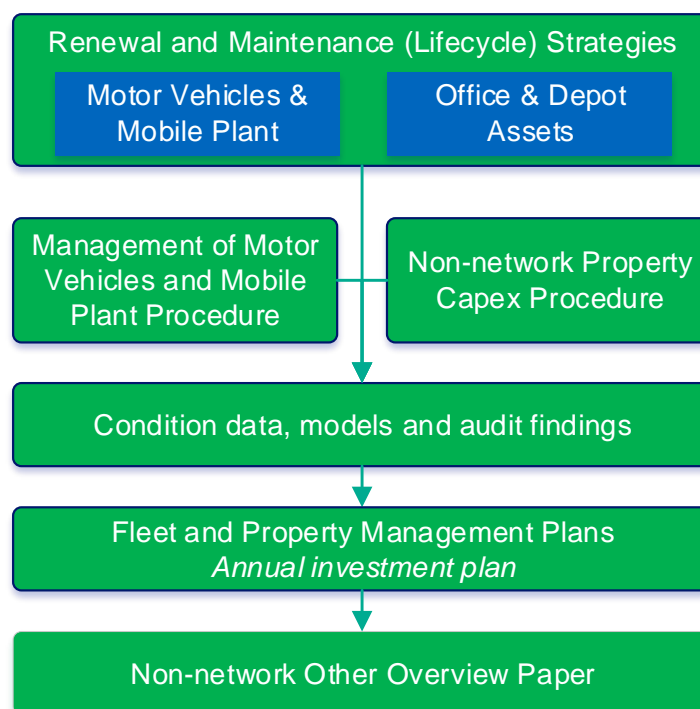 Renewal and Maintenance (Lifecycle) Strategies
Motor Vehicles &
Mobile Plant
Office & Depot
Assets
Management of Motor
Vehicles and Mobile
Plant Procedure
Non-network Property
Capex Procedure
Condition data, models and audit findings
Fleet and Property Management Plans
Annual investment plan
Non-network Other Overview Paper